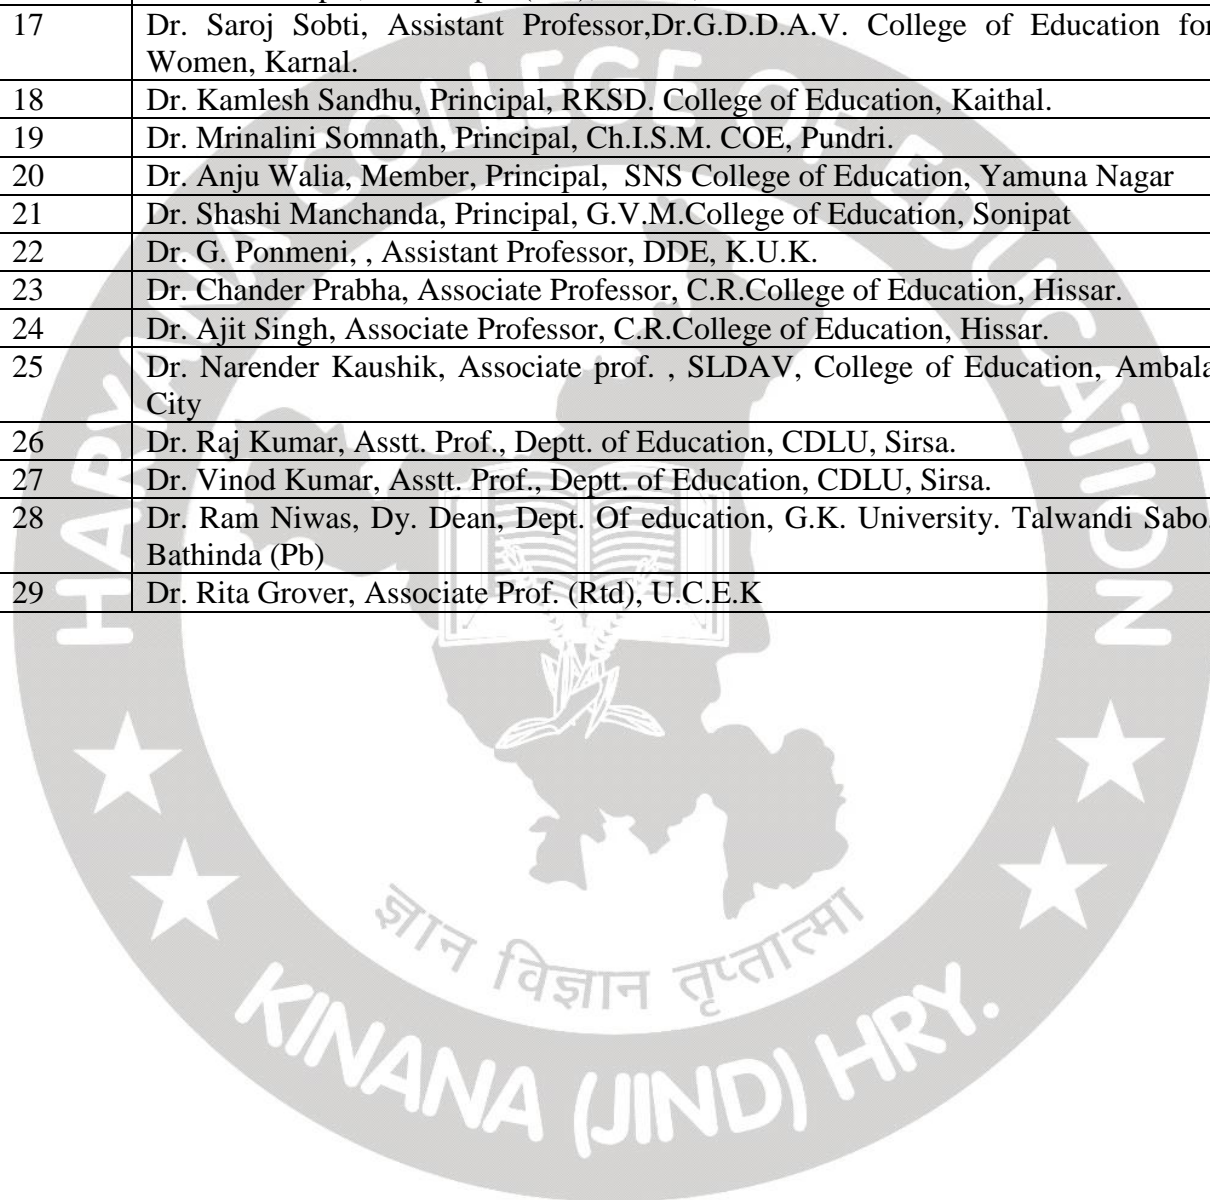 17 Dr. Saroj Sobti, Assistant Professor,Dr.G.D.D.A.V. College of Education for
Women, Karnal.
18 Dr. Kamlesh Sandhu, Principal, RKSD. College of Education, Kaithal.
19 Dr. Mrinalini Somnath, Principal, Ch.I.S.M. COE, Pundri.
20 Dr. Anju Walia, Member, Principal, SNS College of Education, Yamuna Nagar
21 Dr. Shashi Manchanda, Principal, G.V.M.College of Education, Sonipat
22 Dr. G. Ponmeni, , Assistant Professor, DDE, K.U.K.
23 Dr. Chander Prabha, Associate Professor, C.R.College of Education, Hissar.
24 Dr. Ajit Singh, Associate Professor, C.R.College of Education, Hissar.
25 Dr. Narender Kaushik, Associate prof. , SLDAV, College of Education, Ambala
City
26 Dr. Raj Kumar, Asstt. Prof., Deptt. of Education, CDLU, Sirsa.
27 Dr. Vinod Kumar, Asstt. Prof., Deptt. of Education, CDLU, Sirsa.
28 Dr. Ram Niwas, Dy. Dean, Dept. Of education, G.K. University. Talwandi Sabo,
Bathinda (Pb)
29 Dr. Rita Grover, Associate Prof. (Rtd), U.C.E.K
HARYANA COLLEGE OF EDUCATION
ज्ञान विज्ञान तृप्तात्मा
KINANA (JIND) HRY.